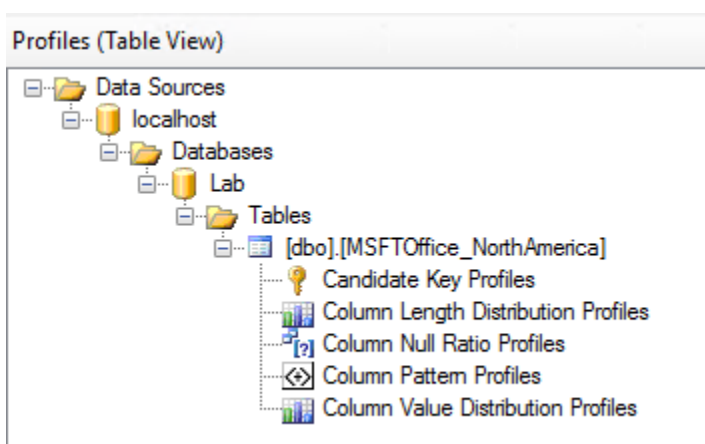 Profiles (Table View)
Data Sources
localhost
Databases
Lab
Tables
[dbo].[MSFTOffice_NorthAmerica]
Candidate Key Profiles
Column Length Distribution Profiles
Column Null Ratio Profiles
Column Pattern Profiles
Column Value Distribution Profiles